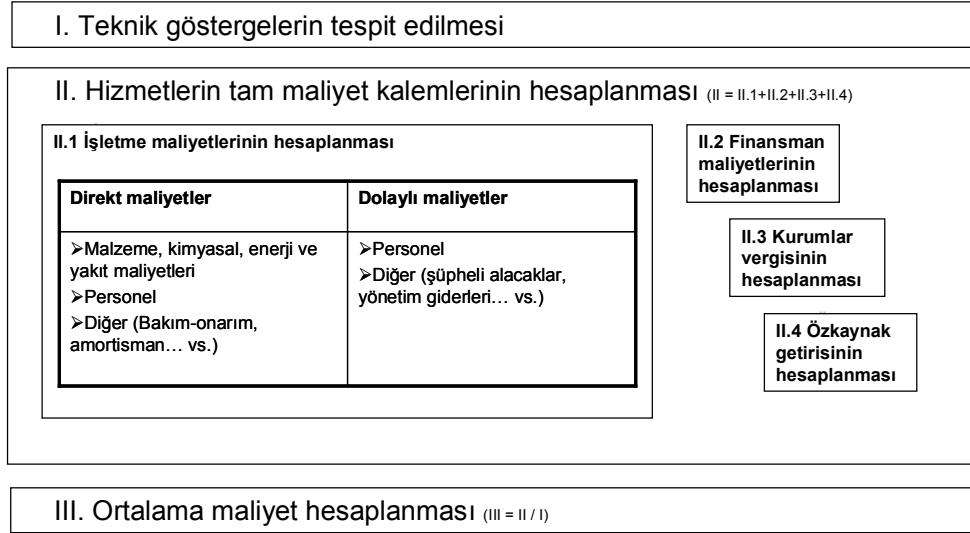 I. Teknik göstergelerin tespit edilmesi
II. Hizmetlerin tam maliyet kalemlerinin hesaplanması (II = II.1+II.2+II.3+II.4)
II.1 İşletme maliyetlerinin hesaplanması
Direkt maliyetler
➢Malzeme, kimyasal, enerji ve
yakıt maliyetleri
➢Personel
➢Diğer (Bakım-onarım,
amortisman… vs.)
Dolaylı maliyetler
➢Personel
➢Diğer (şüpheli alacaklar,
yönetim giderleri… vs.)
II.2 Finansman
maliyetlerinin
hesaplanması
II.3 Kurumlar
vergisinin
hesaplanması
II.4 Özkaynak
getirisinin
hesaplanması
III. Ortalama maliyet hesaplanması (III = II / I)